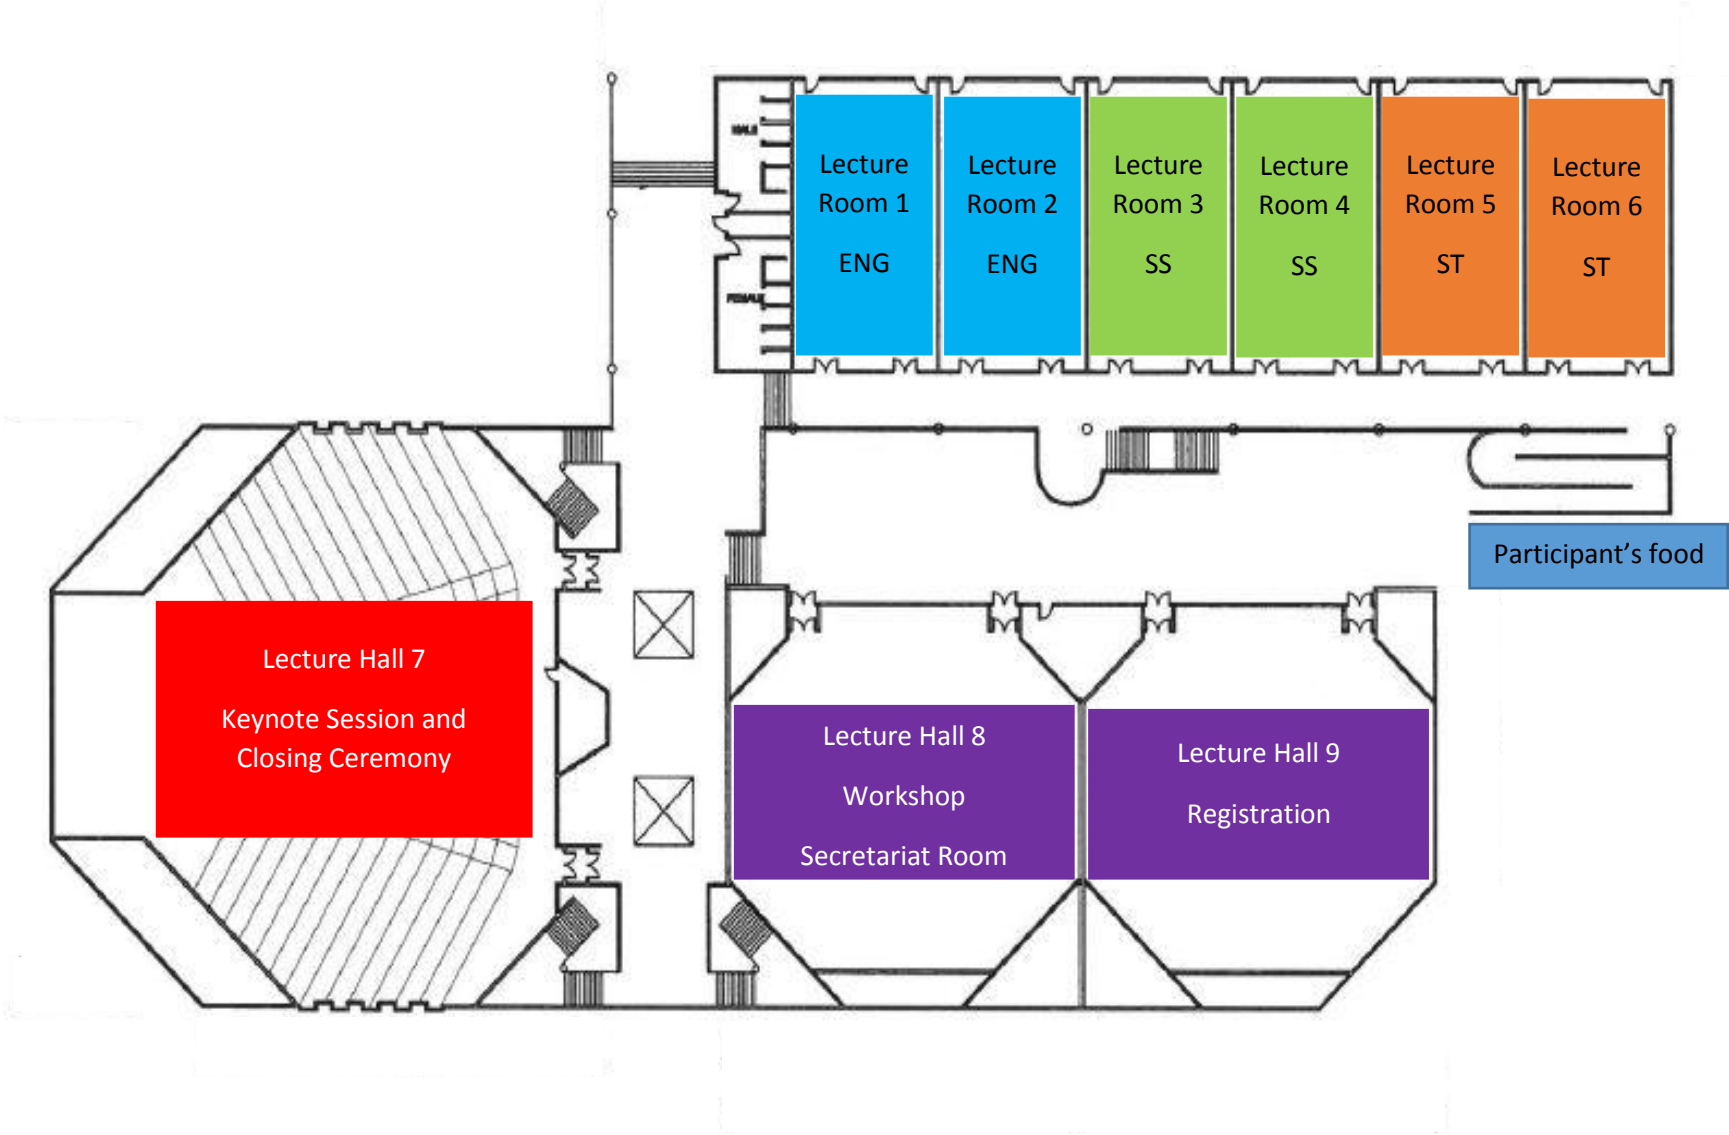 MALE
FEMALE
Lecture
Room 1
ENG
Lecture
Room 2
ENG
Lecture
Room 3
SS
Lecture
Room 4
SS
Lecture
Room 5
ST
Lecture
Room 6
ST
Participant’s food
Lecture Hall 7
Keynote Session and
Closing Ceremony
Lecture Hall 8
Workshop
Secretariat Room
Lecture Hall 9
Registration